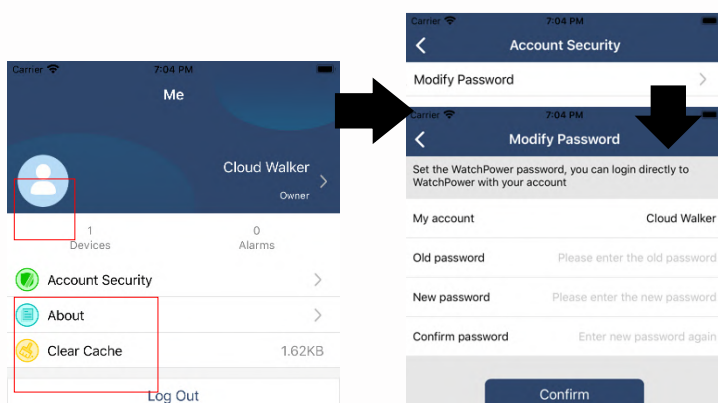 Carrier 7:04 PM
Me
Cloud Walker
Owner
1 0
Devices Alarms
Account Security
About
Clear Cache 1.62KB
Log Out
Carrier 7:04 PM
Account Security
Modify Password
Carrier 7:04 PM
Modify Password
Set the WatchPower password, you can login directly to
WatchPower with your account
My account Cloud Walker
Old password Please enter the old password
New password Please enter the new password
Confirm password Enter new password again
Confirm